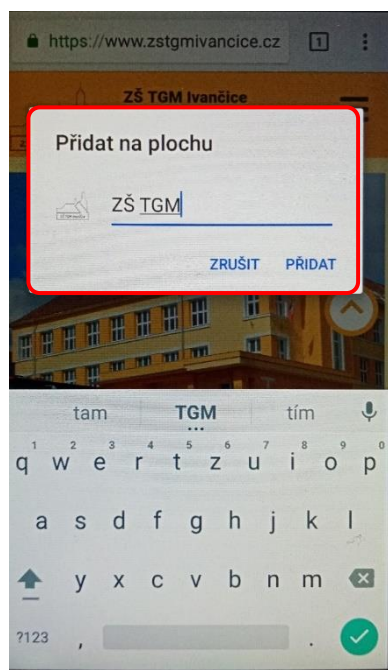 https://www.zstgmivancice.cz 1
ZŠ TGM Ivančice
Přidat na plochu
ZŠ TGM
ZRUŠIT PŘIDAT
tam TGM tím
1 2 3 4 5 6 7 8 9 0
q w e r t z u i o p
a s d f g h j k l
y x c v b n m
?123 , .